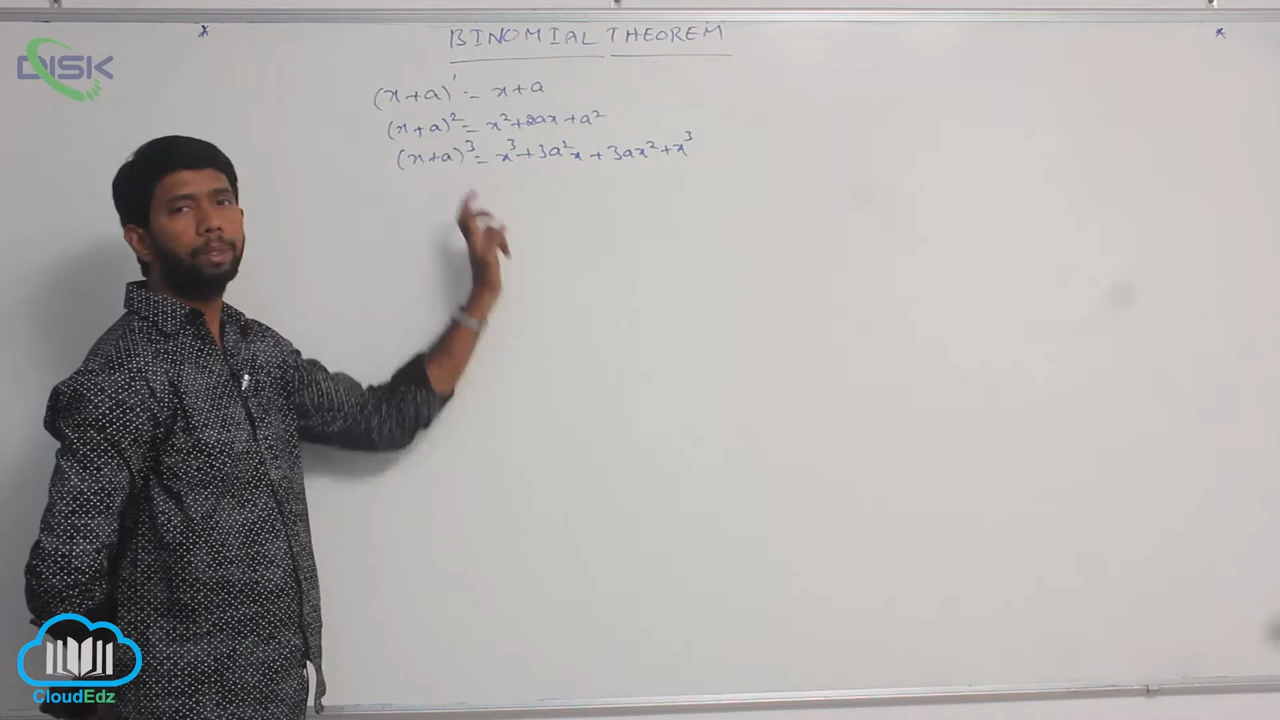 DISK
BINOMIAL THEOREM
(x+a)¹ = x+a
(x+a)² = x²+2ax+a²
(x+a)³ = x³+3a²x+3ax²+x³
CloudEdz